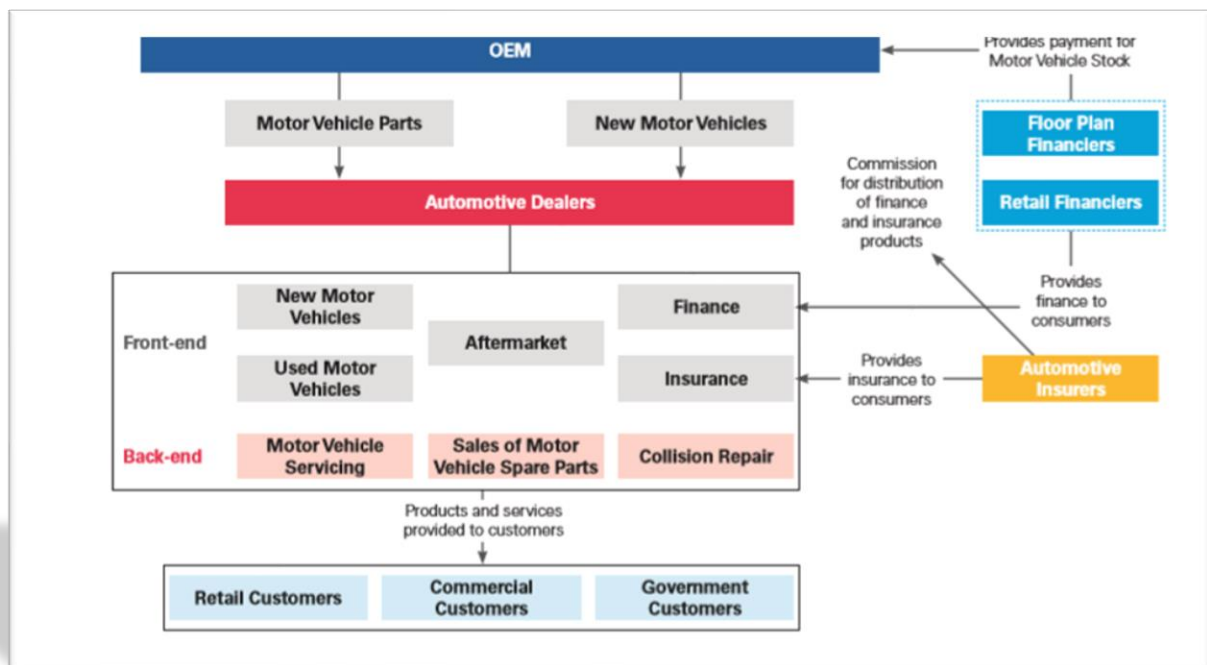 OEM
Provides payment for
Motor Vehicle Stock
Motor Vehicle Parts
New Motor Vehicles
Floor Plan
Financiers
Retail Financiers
Commission
for distribution
of finance
and insurance
products
Automotive Dealers
Provides
finance to
consumers
Front-end
New Motor
Vehicles
Aftermarket
Finance
Used Motor
Vehicles
Insurance
Provides
insurance to
consumers
Automotive
Insurers
Back-end
Motor Vehicle
Servicing
Sales of Motor
Vehicle Spare Parts
Collision Repair
Products and services
provided to customers
Retail Customers
Commercial
Customers
Government
Customers